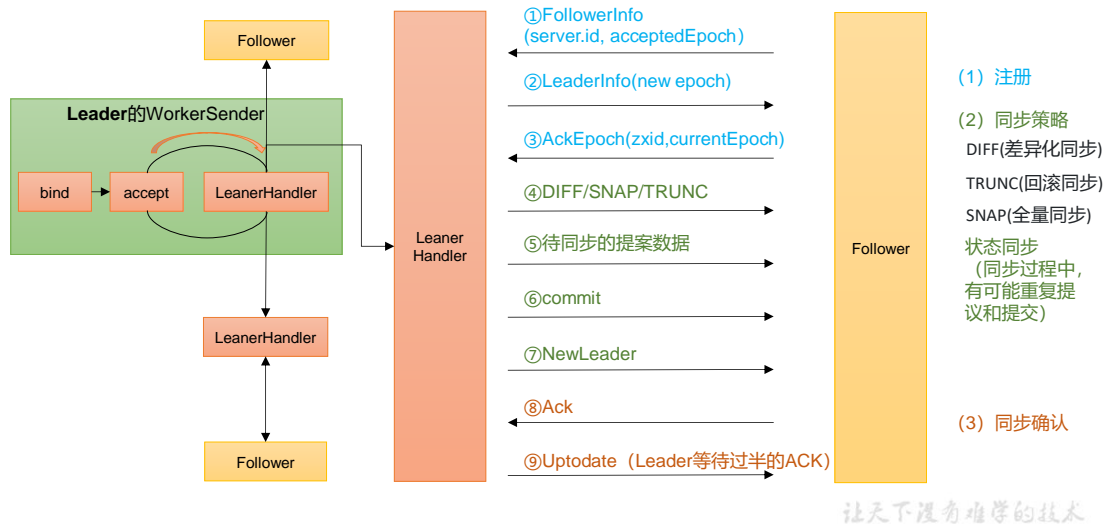 Follower
Leader的WorkerSender
bind
accept
LeanerHandler
LeanerHandler
Follower
Leaner
Handler
①FollowerInfo
(server.id, acceptedEpoch)
②LeaderInfo(new epoch)
③AckEpoch(zxid,currentEpoch)
④DIFF/SNAP/TRUNC
⑤待同步的提案数据
⑥commit
⑦NewLeader
⑧Ack
⑨Uptodate（Leader等待过半的ACK）
Follower
（1）注册
（2）同步策略
DIFF(差异化同步)
TRUNC(回滚同步)
SNAP(全量同步)
状态同步
（同步过程中，
有可能重复提
议和提交）
（3）同步确认
让天下没有难学的技术